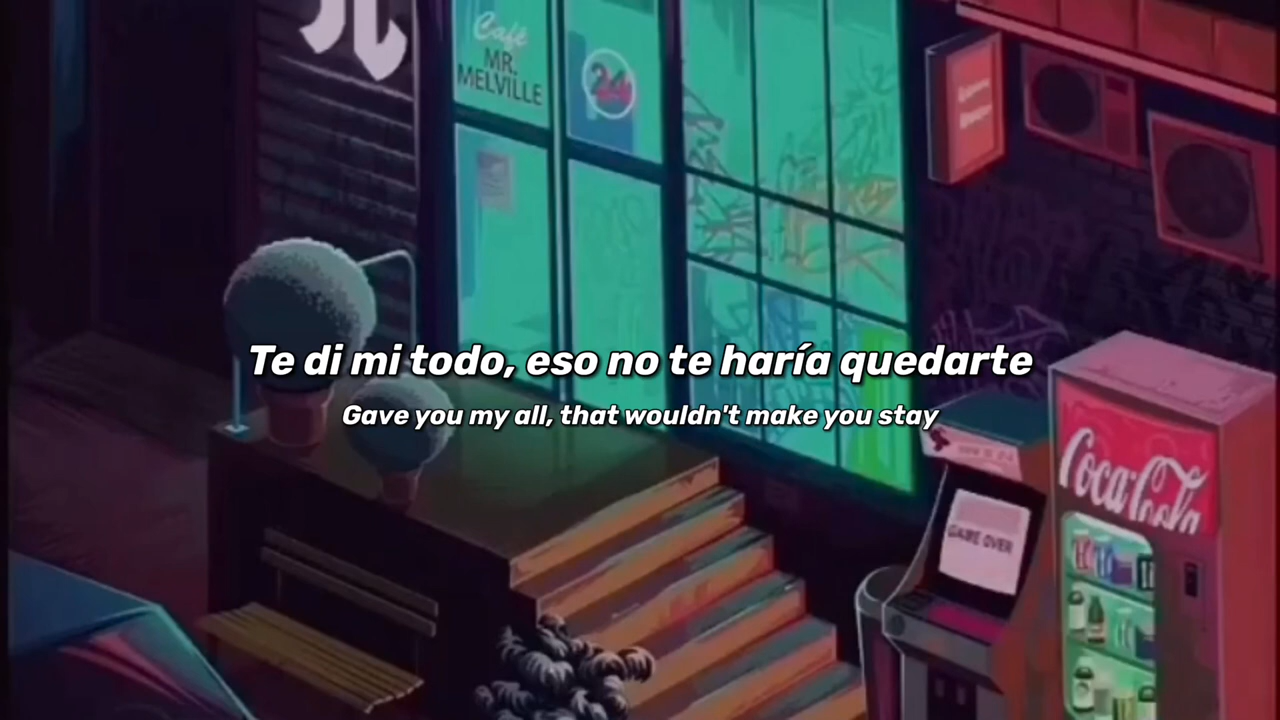 Café
MR.
MELVILLE
24
Te di mi todo, eso no te haría quedarte
Gave you my all, that wouldn't make you stay
Coca-Cola
GAME OVER